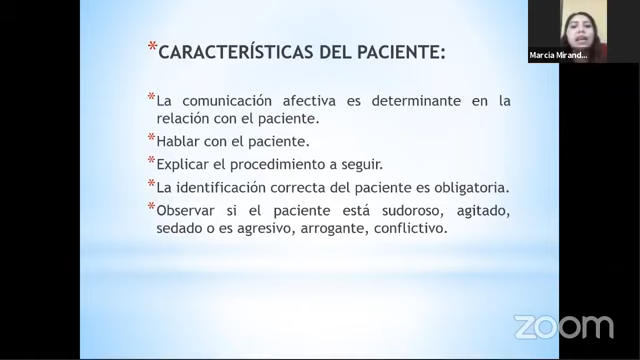 *CARACTERÍSTICAS DEL PACIENTE:
*La comunicación afectiva es determinante en la
relación con el paciente.
*Hablar con el paciente.
*Explicar el procedimiento a seguir.
*La identificación correcta del paciente es obligatoria.
*Observar si el paciente está sudoroso, agitado,
sedado o es agresivo, arrogante, conflictivo.
Marcia Mirand...
zoom